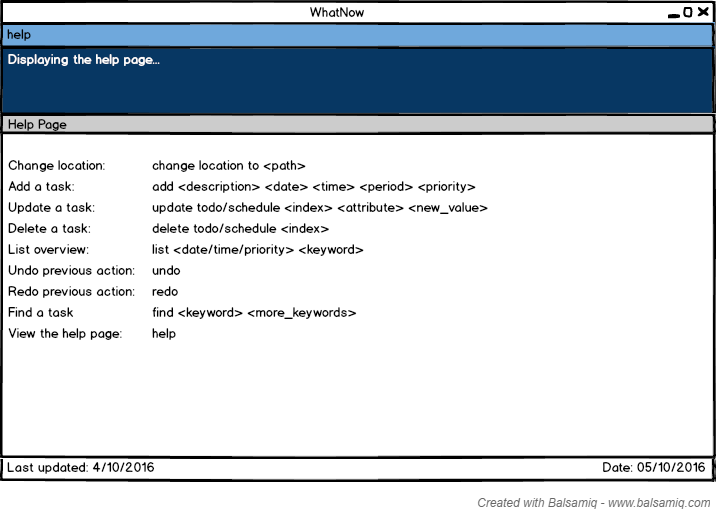 WhatNow
help
Displaying the help page...
Help Page
Change location: change location to <path>
Add a task: add <description> <date> <time> <period> <priority>
Update a task: update todo/schedule <index> <attribute> <new_value>
Delete a task: delete todo/schedule <index>
List overview: list <date/time/priority> <keyword>
Undo previous action: undo
Redo previous action: redo
Find a task find <keyword> <more_keywords>
View the help page: help
Last updated: 4/10/2016 Date: 05/10/2016
Created with Balsamiq - www.balsamiq.com